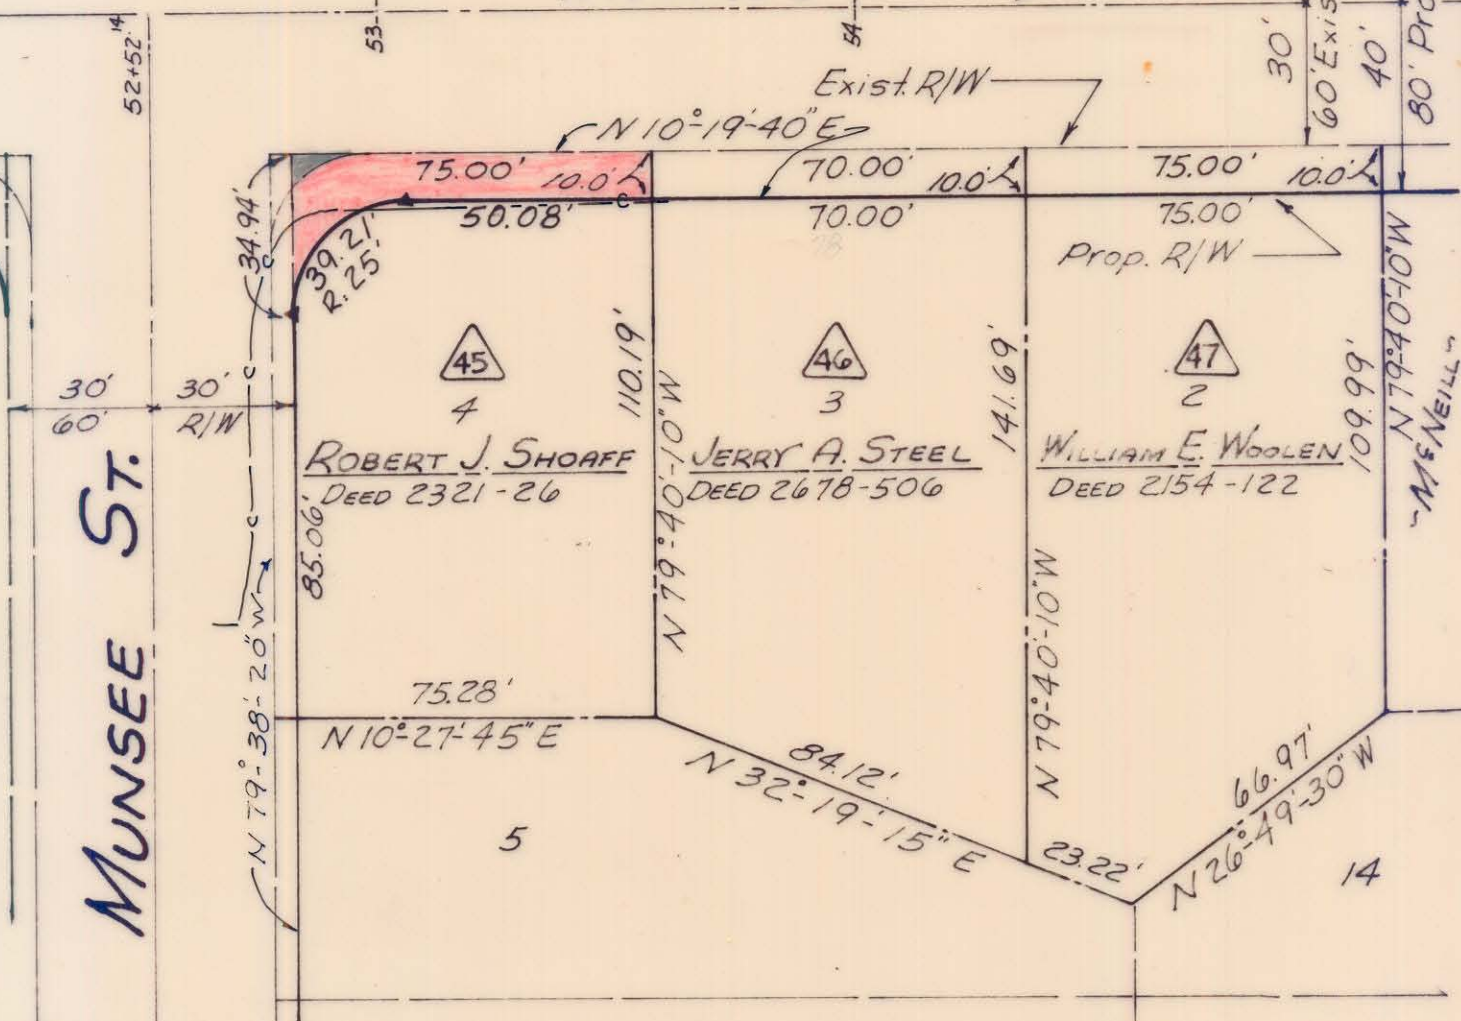 52+52.14
53
54
30'
60' Exis
40'
80' Pro
Exist. R/W
N 10°-19'-40" E
75.00'
10.0'
70.00'
10.0'
75.00'
10.0'
34.94'
39.21'
R.=25'
50.08'
70.00'
75.00'
Prop. R/W
N 79°-40'-10" W
30'
60'
30'
R/W
45
4
ROBERT J. SHOAFF
DEED 2321-26
110.19'
N 79°-40'-10" W
46
3
JERRY A. STEEL
DEED 2678-506
141.69'
47
2
WILLIAM E. WOOLEN
DEED 2154-122
109.99'
85.06'
N 79°-40'-10" W
MUNSEE ST.
N 79°-38'-20" W
75.28'
N 10°-27'-45" E
84.12'
N 32°-19'-15" E
23.22'
66.97'
N 26°-49'-30" W
5
14